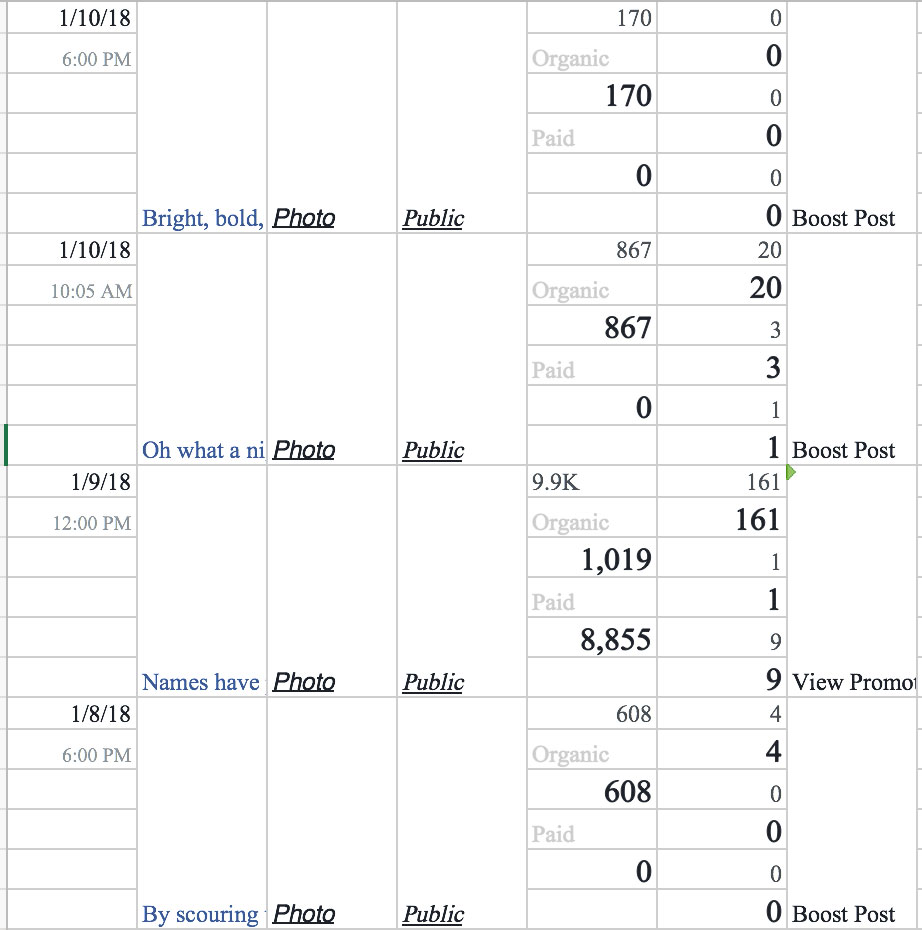 1/10/18 170 0
6:00 PM Organic 0
170 0
Paid 0
0 0
Bright, bold, Photo Public 0 Boost Post
1/10/18 867 20
10:05 AM Organic 20
867 3
Paid 3
0 1
Oh what a ni Photo Public 1 Boost Post
1/9/18 9.9K 161
12:00 PM Organic 161
1,019 1
Paid 1
8,855 9
Names have Photo Public 9 View Promo
1/8/18 608 4
6:00 PM Organic 4
608 0
Paid 0
0 0
By scouring Photo Public 0 Boost Post